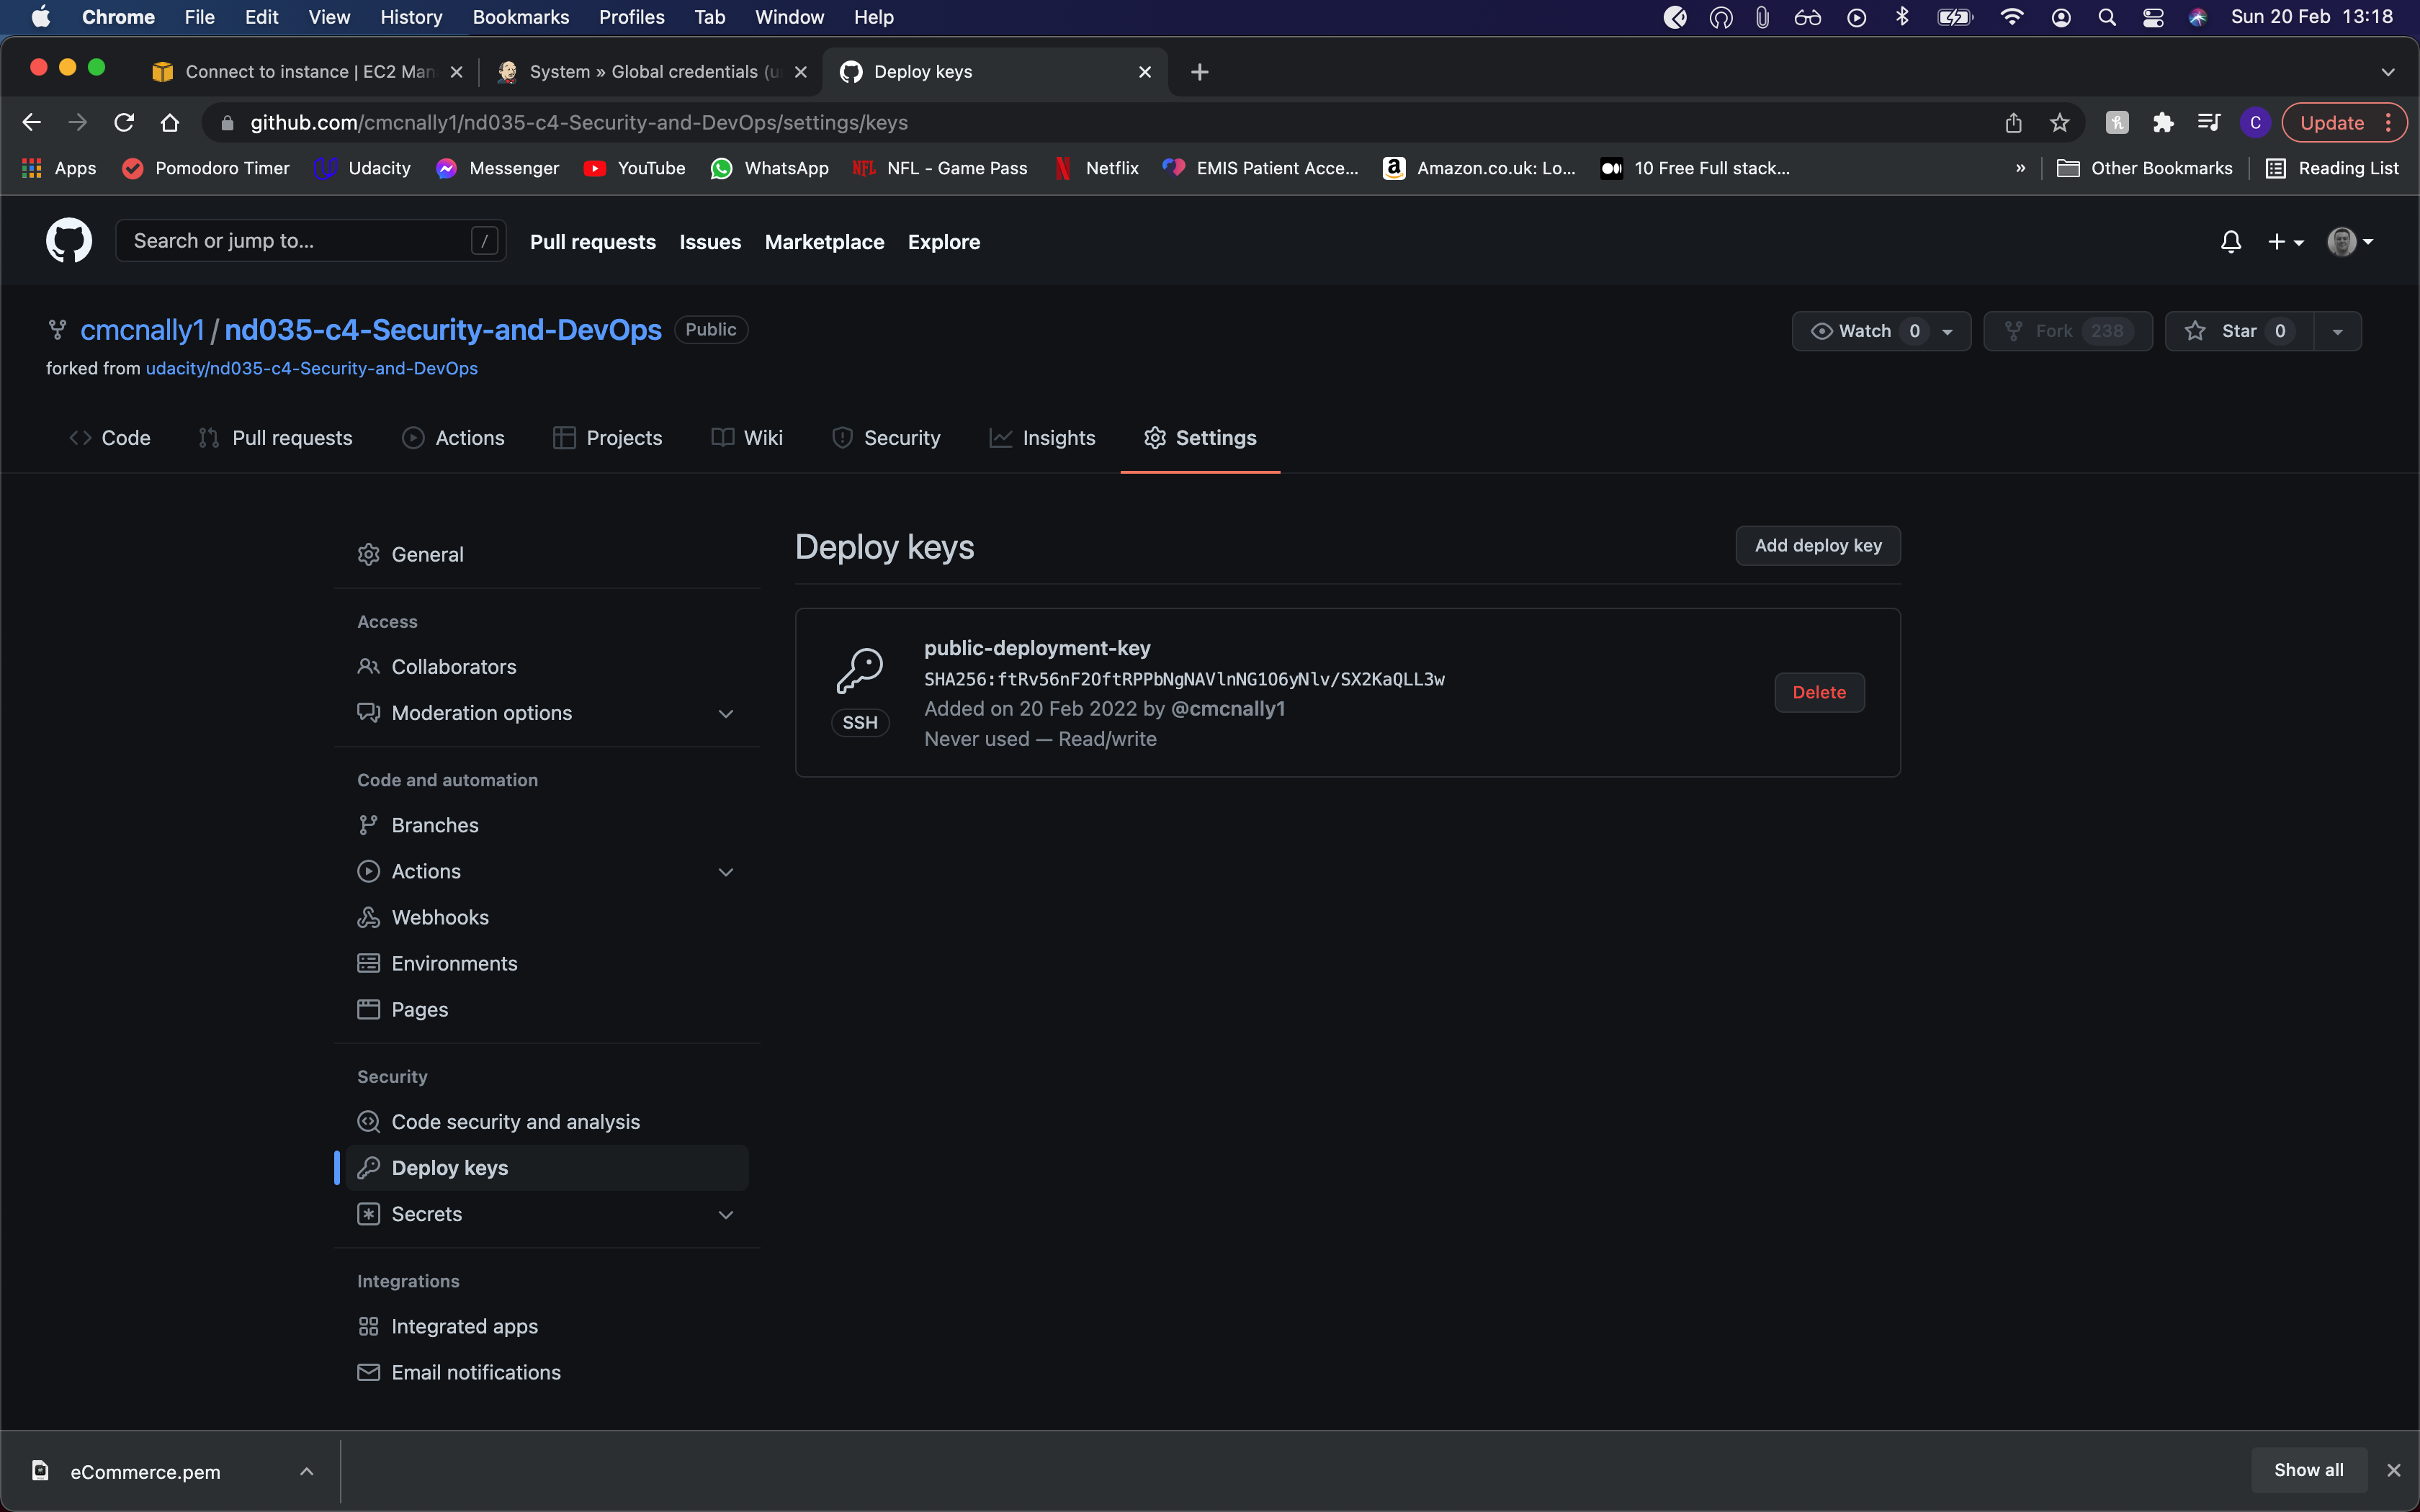 Chrome File Edit View History Bookmarks Profiles Tab Window Help Sun 20 Feb 13:18
Connect to instance | EC2 Man System » Global credentials (u Deploy keys
github.com/cmcnally1/nd035-c4-Security-and-DevOps/settings/keys C Update
Apps Pomodoro Timer Udacity Messenger YouTube WhatsApp NFL NFL - Game Pass Netflix EMIS Patient Acce... Amazon.co.uk: Lo... 10 Free Full stack... » Other Bookmarks Reading List
Search or jump to... / Pull requests Issues Marketplace Explore
cmcnally1 / nd035-c4-Security-and-DevOps Public Watch 0 Fork 238 Star 0
forked from udacity/nd035-c4-Security-and-DevOps
Code Pull requests Actions Projects Wiki Security Insights Settings
General
Access
Collaborators
Moderation options
Code and automation
Branches
Actions
Webhooks
Environments
Pages
Security
Code security and analysis
Deploy keys
Secrets
Integrations
Integrated apps
Email notifications
Deploy keys Add deploy key
public-deployment-key
SHA256:ftRv56nF2OftRPPbNgNAVlnNG1O6yNlv/SX2KaQLL3w
Added on 20 Feb 2022 by @cmcnally1
Never used — Read/write
SSH
Delete
eCommerce.pem Show all